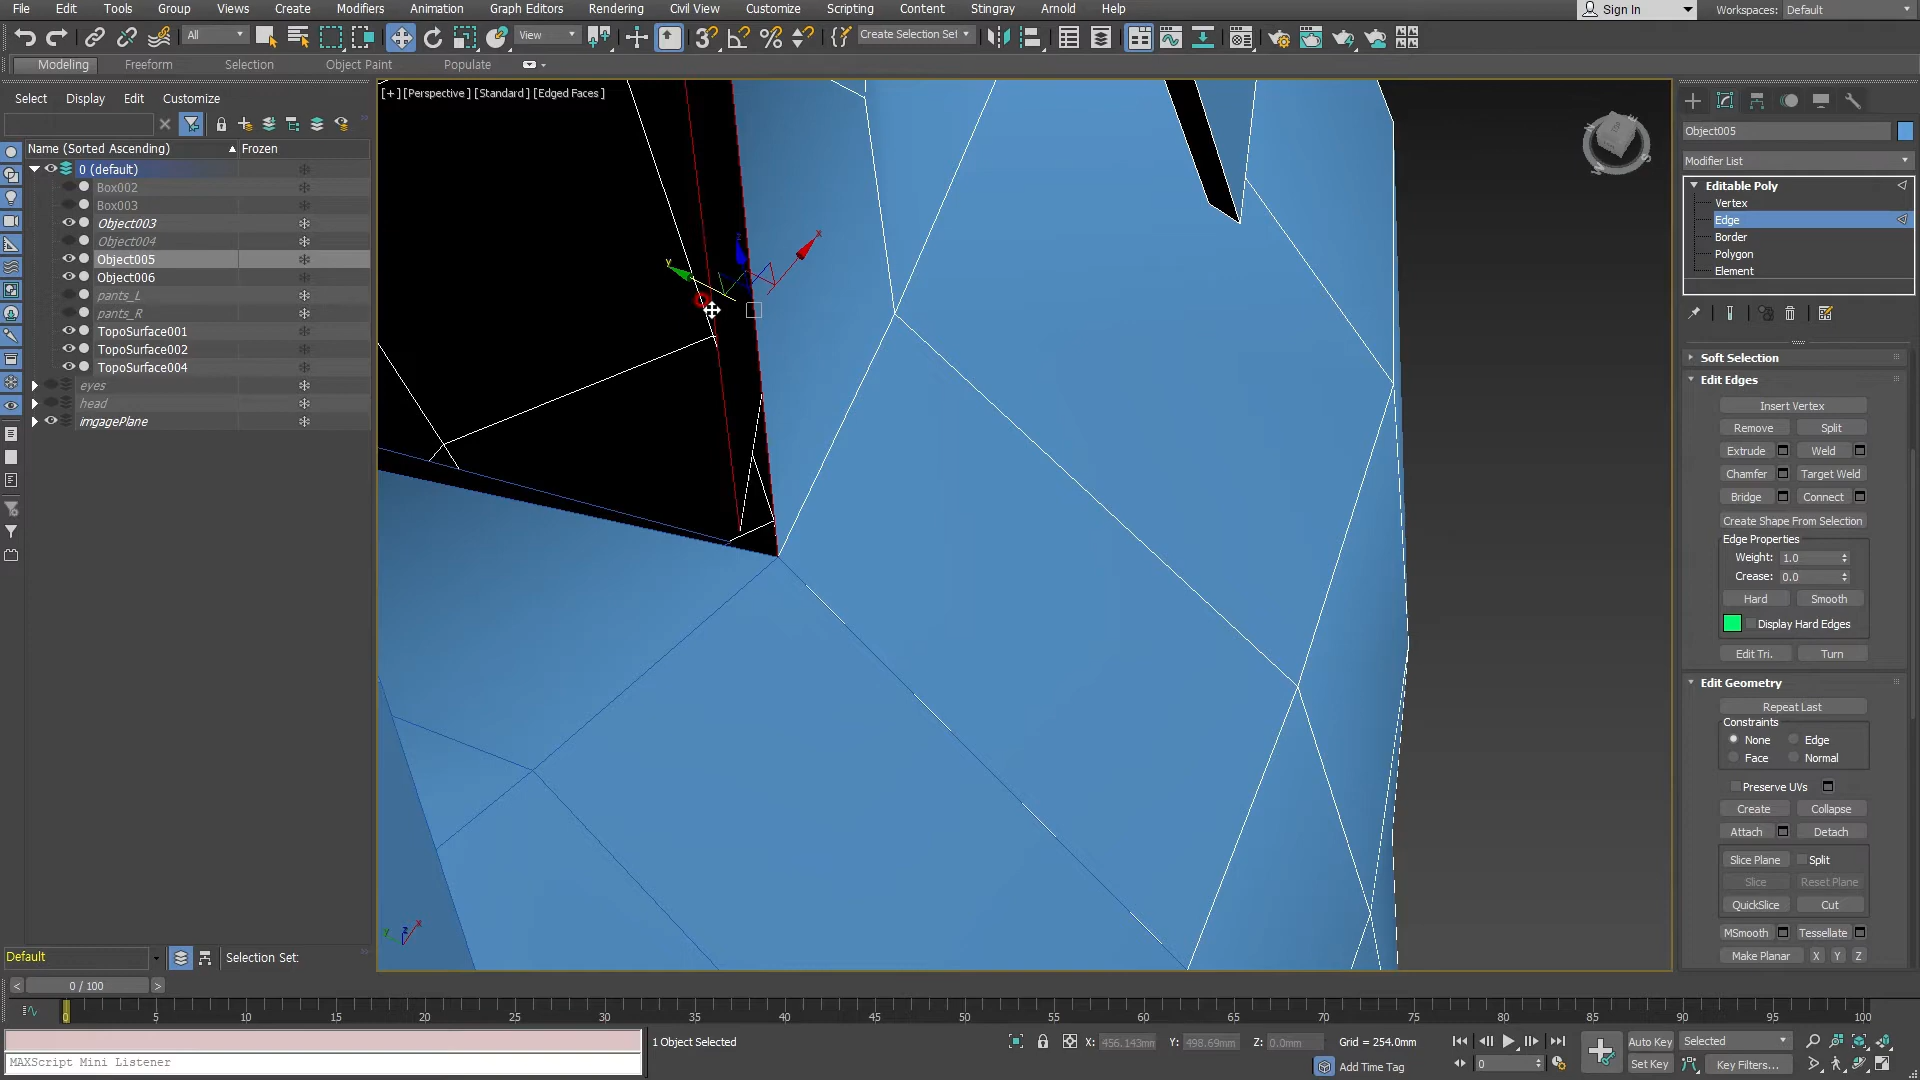 File Edit Tools Group Views Create Modifiers Animation Graph Editors Rendering Civil View Customize Scripting Content Stingray Arnold Help
Sign In Workspaces: Default
All View Create Selection Set
Modeling Freeform Selection Object Paint Populate
Select Display Edit Customize
[+] [Perspective] [Standard] [Edged Faces]
Name (Sorted Ascending) Frozen
0 (default)
Box002
Box003
Object003
Object004
Object005
Object006
pants_L
pants_R
TopoSurface001
TopoSurface002
TopoSurface004
eyes
head
imgagePlane
z
x
y
Object005
Modifier List
Editable Poly
Vertex
Edge
Border
Polygon
Element
Soft Selection
Edit Edges
Insert Vertex
Remove Split
Extrude Weld
Chamfer Target Weld
Bridge Connect
Create Shape From Selection
Edge Properties
Weight: 1.0
Crease: 0.0
Hard Smooth
Display Hard Edges
Edit Tri. Turn
Edit Geometry
Repeat Last
Constraints
None Edge
Face Normal
Preserve UVs
Create Collapse
Attach Detach
Slice Plane Split
Slice Reset Plane
QuickSlice Cut
MSmooth Tessellate
Make Planar X Y Z
Default Selection Set:
< 0 / 100 >
0 5 10 15 20 25 30 35 40 45 50 55 60 65 70 75 80 85 90 95 100
1 Object Selected X: 456.143mm Y: 498.69mm Z: 0.0mm Grid = 254.0mm Auto Key Selected
MAXScript Mini Listener Add Time Tag 0 Set Key Key Filters...